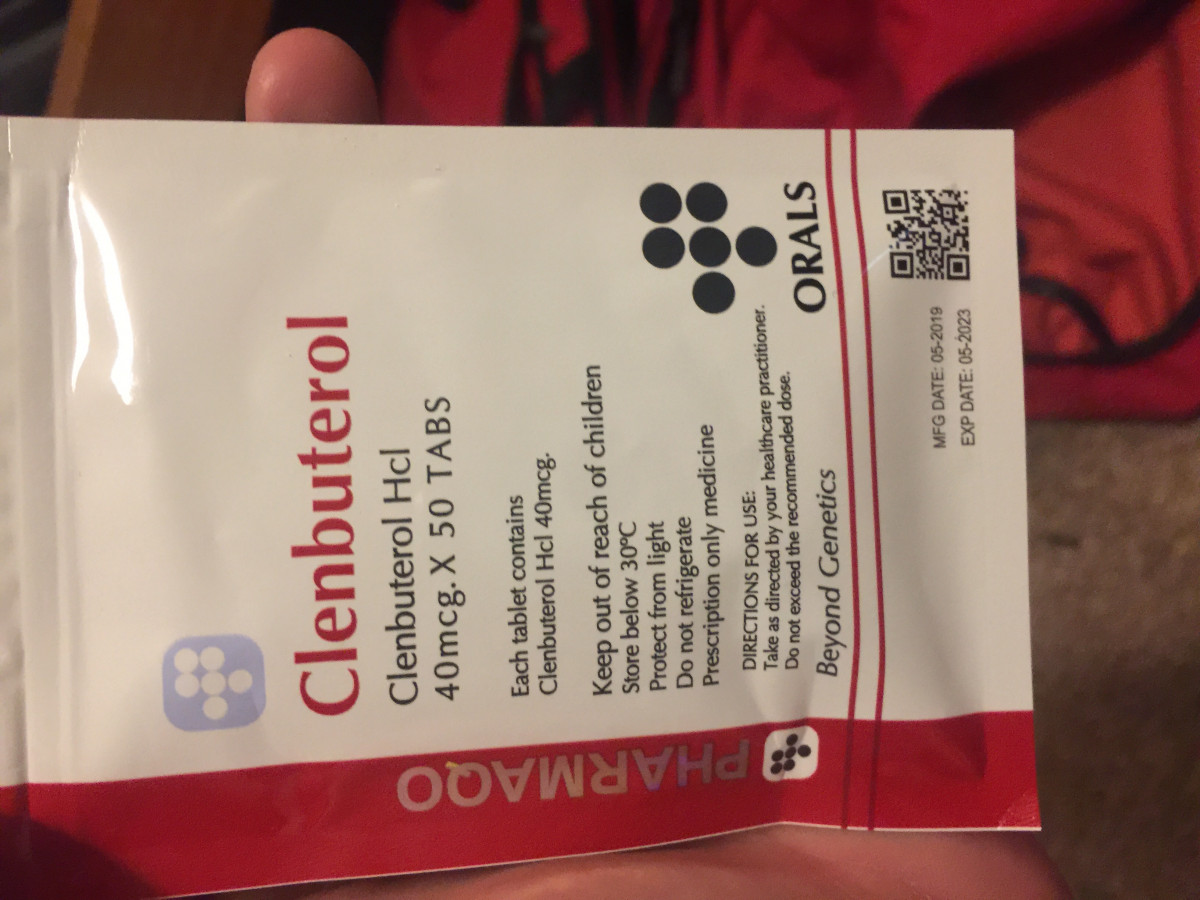 Clenbuterol
Clenbuterol Hcl
40mcg. X 50 TABS
Each tablet contains
Clenbuterol Hcl 40mcg.
Keep out of reach of children
Store below 30ºC
Protect from light
Do not refrigerate
Prescription only medicine
DIRECTIONS FOR USE:
Take as directed by your healthcare practitioner.
Do not exceed the recommended dose.
ORALS
Beyond Genetics
MFG DATE: 05-2019
EXP DATE: 05-2023
PHARMAQO